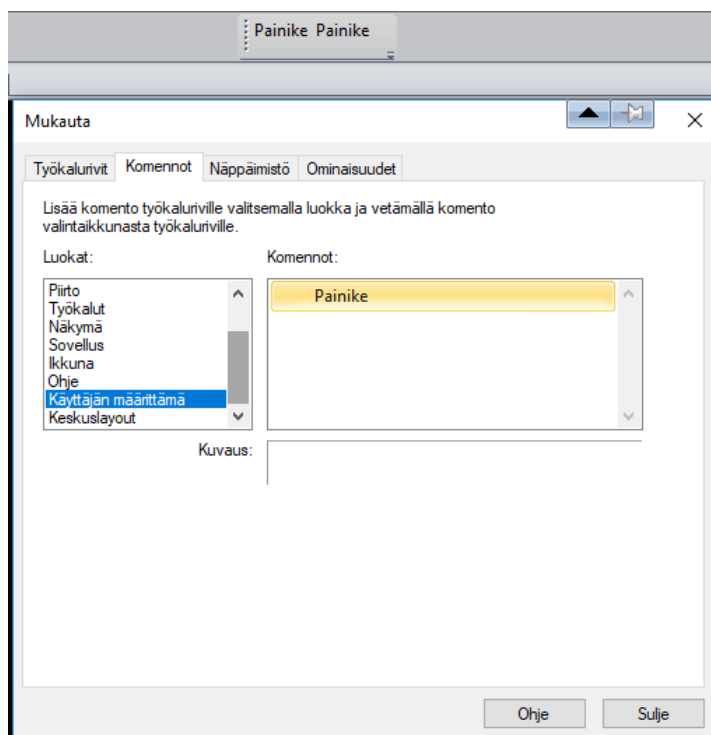 Painike Painike
Mukauta
Työkalurivit Komennot Näppäimistö Ominaisuudet
Lisää komento työkaluriville valitsemalla luokka ja vetämällä komento
valintaikkunasta työkaluriville.
Luokat: Komennot:
Piirto
Työkalut
Näkymä
Sovellus
Ikkuna
Ohje
Käyttäjän määrittämä
Keskuslayout
Painike
Kuvaus:
Ohje Sulje